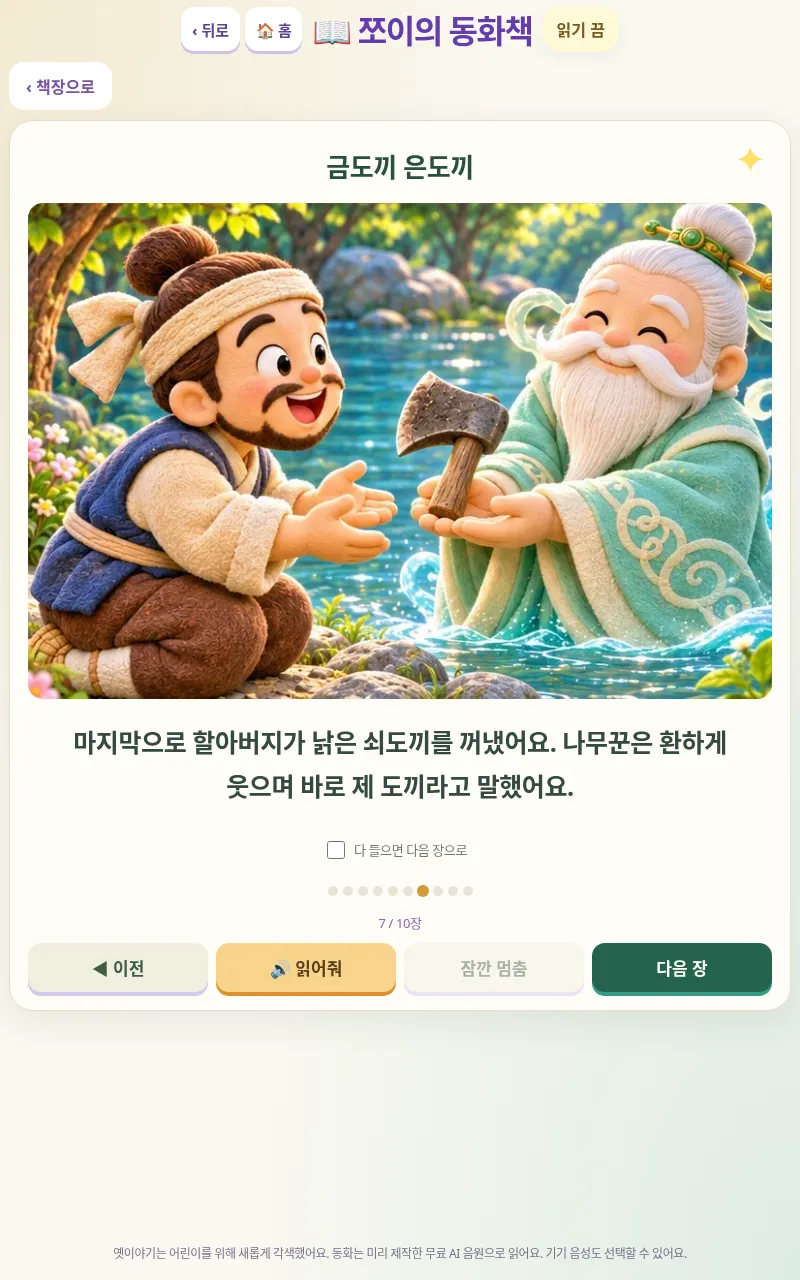 ‹ 뒤로 🏠 홈 📖 쪼이의 동화책 읽기 끝
‹ 책장으로
금도끼 은도끼
마지막으로 할아버지가 낡은 쇠도끼를 꺼냈어요. 나무꾼은 환하게
웃으며 바로 제 도끼라고 말했어요.
다 들으면 다음 장으로
7 / 10장
◀ 이전 🔊 읽어줘 잠깐 멈춤 다음 장
옛이야기는 어린이를 위해 새롭게 각색했어요. 동화는 미리 제작한 무료 AI 음원으로 읽어요. 기기 음성도 선택할 수 있어요.